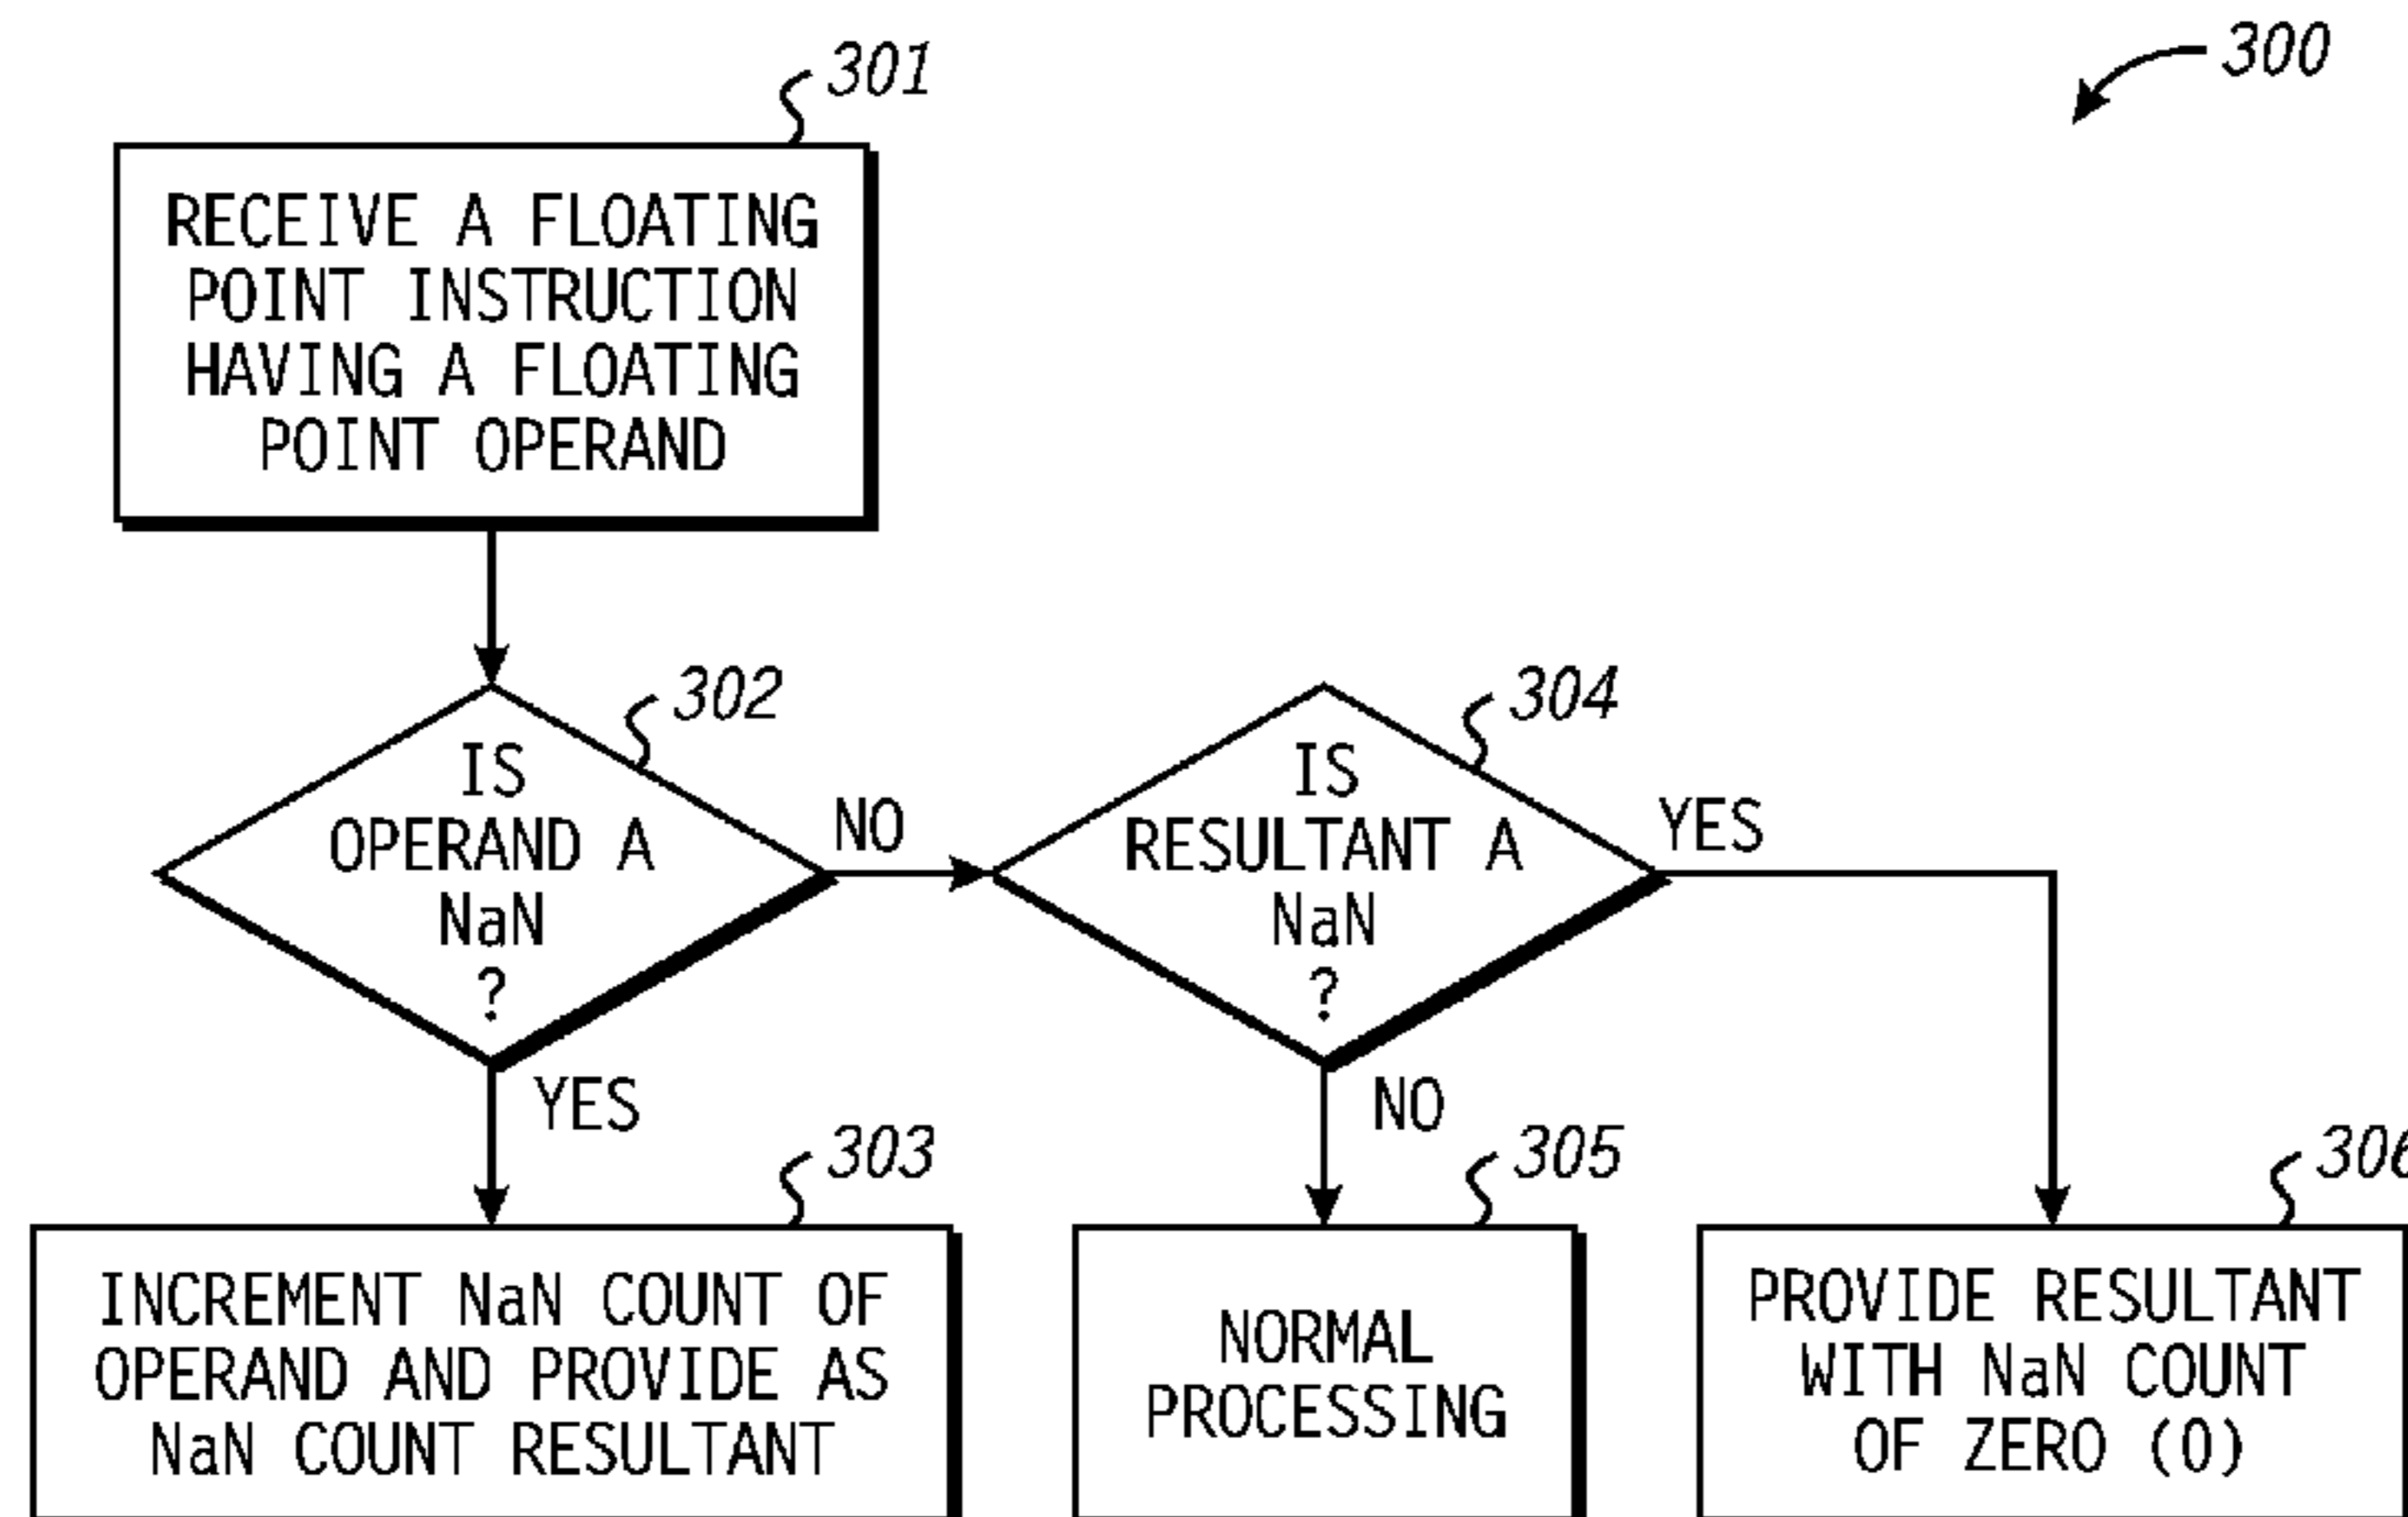 300
301
RECEIVE A FLOATING
POINT INSTRUCTION
HAVING A FLOATING
POINT OPERAND
302
IS
OPERAND A
NaN
?
NO
YES
304
IS
RESULTANT A
NaN
?
YES
NO
303
INCREMENT NaN COUNT OF
OPERAND AND PROVIDE AS
NaN COUNT RESULTANT
305
NORMAL
PROCESSING
306
PROVIDE RESULTANT
WITH NaN COUNT
OF ZERO (0)